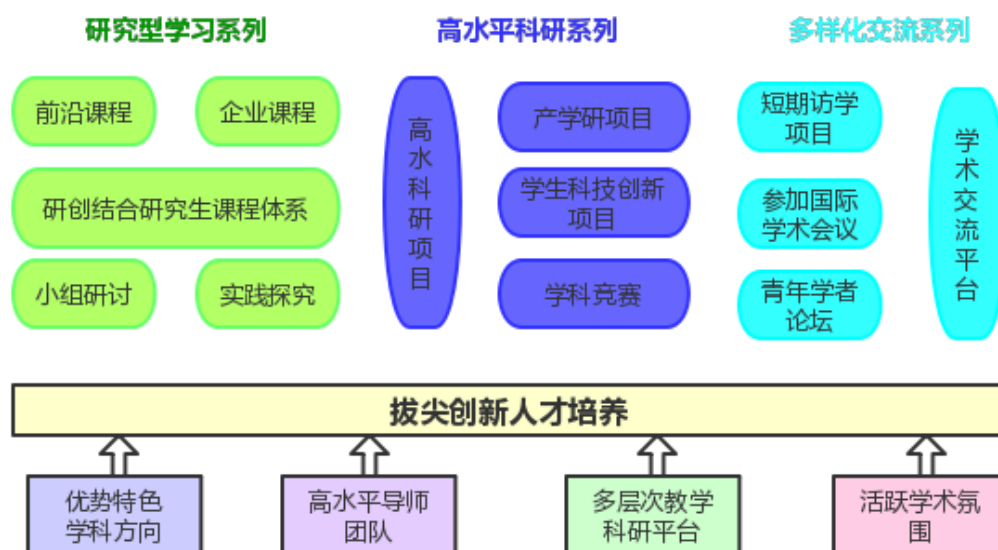 研究型学习系列
高水平科研系列
多样化交流系列
前沿课程
企业课程
研创结合研究生课程体系
小组研讨
实践探究
高水科研项目
产学研项目
学生科技创新
项目
学科竞赛
短期访学
项目
参加国际
学术会议
青年学者
论坛
学术交流平台
拔尖创新人才培养
优势特色
学科方向
高水平导师
团队
多层次教学
科研平台
活跃学术氛
围